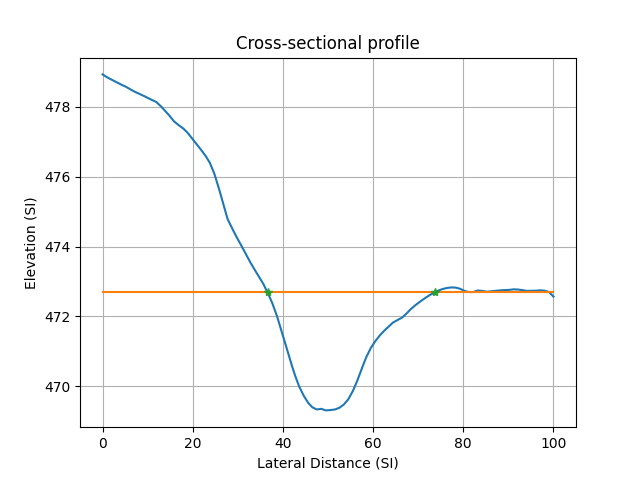 Cross-sectional profile
Elevation (SI)
478
476
474
472
470
0 20 40 60 80 100
Lateral Distance (SI)